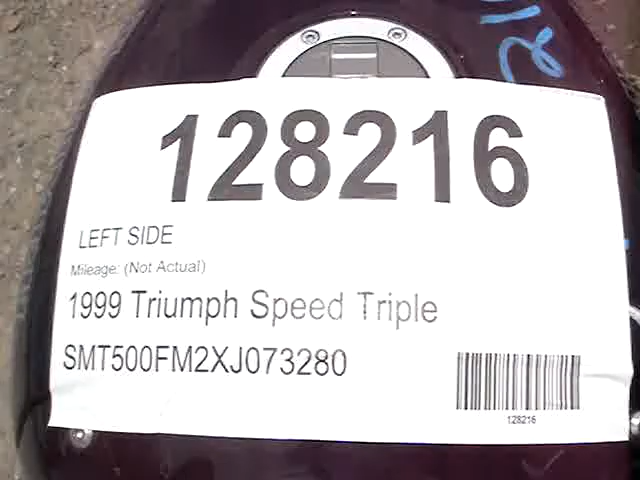 128216
LEFT SIDE
Mileage: (Not Actual)
1999 Triumph Speed Triple
SMT500FM2XJ073280
128216